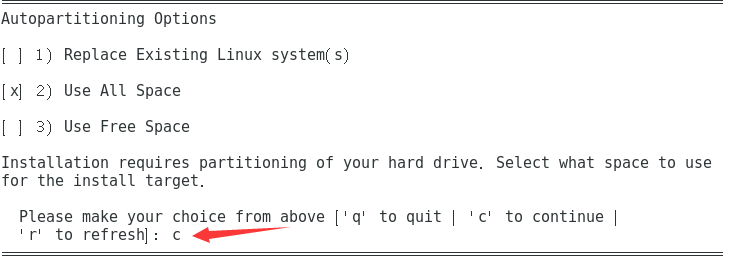 Autopartitioning Options
[ ] 1) Replace Existing Linux system(s)
[x] 2) Use All Space
[ ] 3) Use Free Space
Installation requires partitioning of your hard drive. Select what space to use
for the install target.
Please make your choice from above ['q' to quit | 'c' to continue |
'r' to refresh]: c